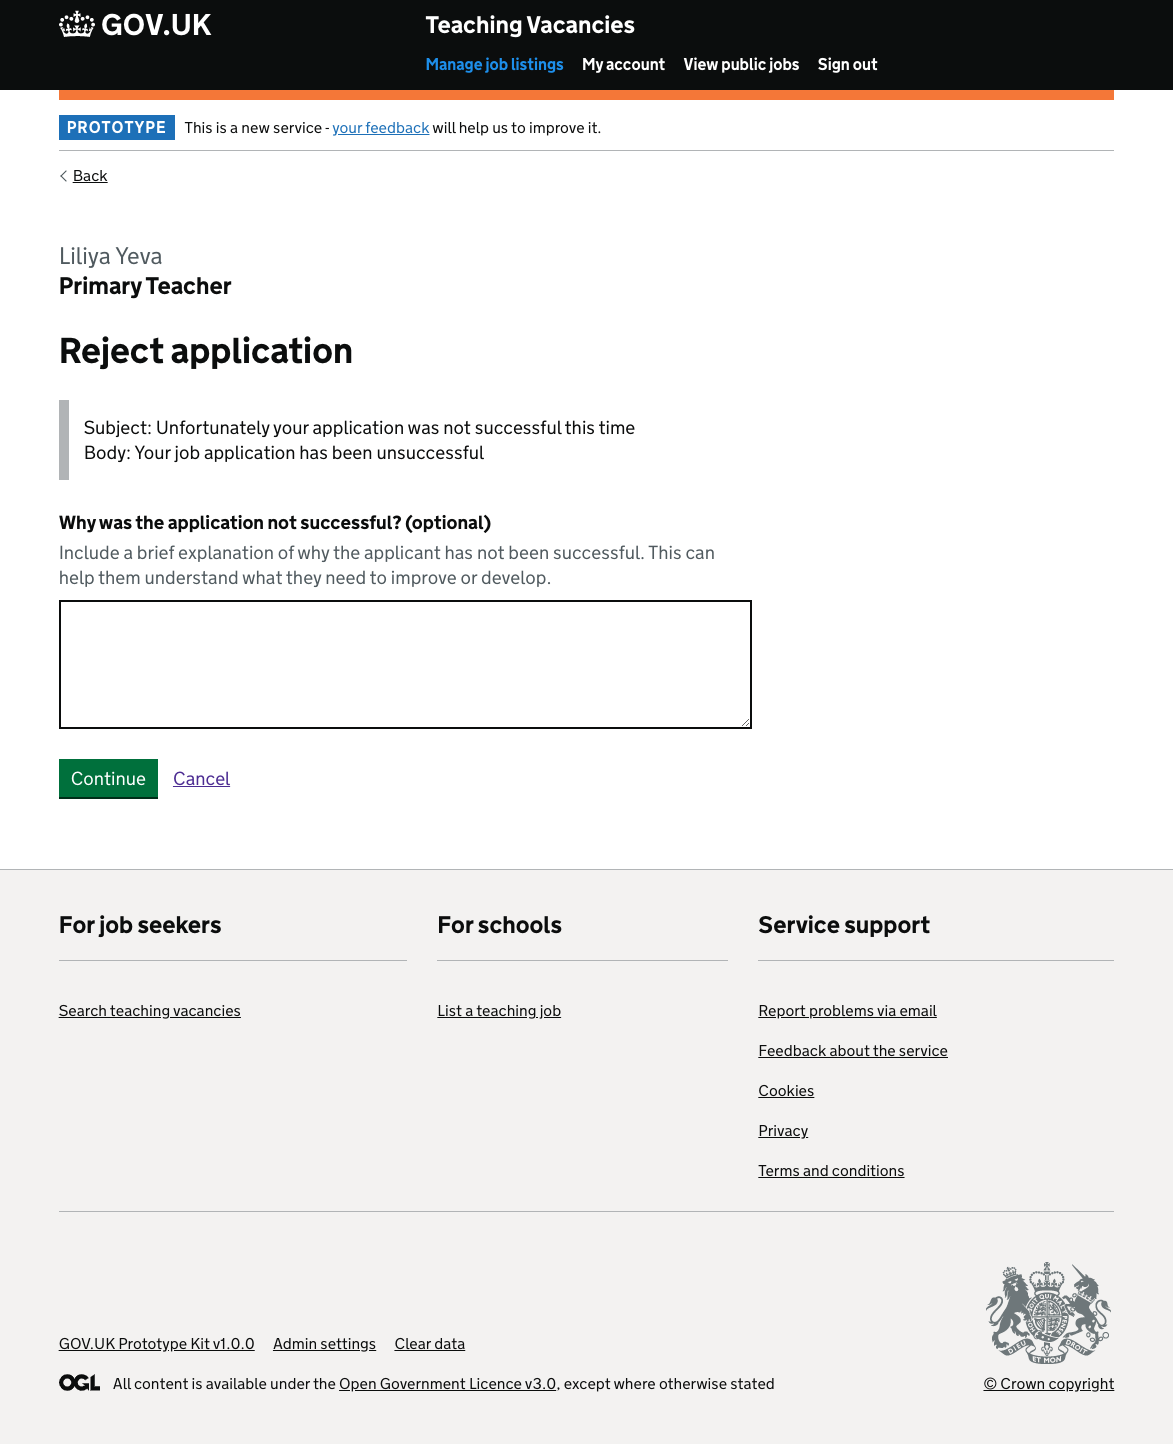 GOV.UK
Teaching Vacancies
Manage job listings My account View public jobs Sign out
PROTOTYPE This is a new service - your feedback will help us to improve it.
Back
Liliya Yeva
Primary Teacher
Reject application
Subject: Unfortunately your application was not successful this time
Body: Your job application has been unsuccessful
Why was the application not successful? (optional)
Include a brief explanation of why the applicant has not been successful. This can
help them understand what they need to improve or develop.
Continue Cancel
For job seekers
Search teaching vacancies
For schools
List a teaching job
Service support
Report problems via email
Feedback about the service
Cookies
Privacy
Terms and conditions
GOV.UK Prototype Kit v1.0.0 Admin settings Clear data
OGL All content is available under the Open Government Licence v3.0, except where otherwise stated
DIEU ET MON DROIT
© Crown copyright